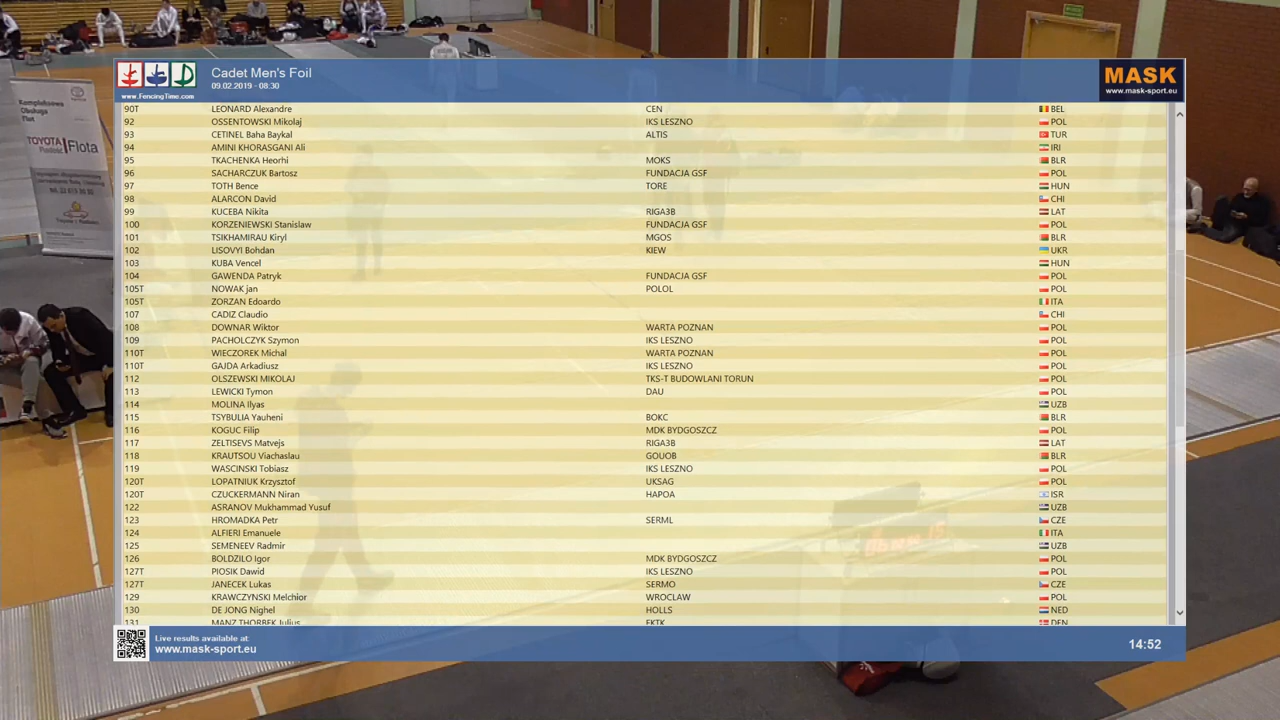 Kompleksowa
Obsługa
Flot
TOYOTA Flota
Cadet Men's Foil
09.02.2019 - 08:30
www.FencingTime.com
MASK
www.mask-sport.eu
90T LEONARD Alexandre CEN BEL
92 OSSENTOWSKI Mikolaj IKS LESZNO POL
93 CETINEL Baha Baykal ALTIS TUR
94 AMINI KHORASGANI Ali IRI
95 TKACHENKA Heorhi MOKS BLR
96 SACHARCZUK Bartosz FUNDACJA GSF POL
97 TOTH Bence TORE HUN
98 ALARCON David CHI
99 KUCEBA Nikita RIGA3B LAT
100 KORZENIEWSKI Stanislaw FUNDACJA GSF POL
101 TSIKHAMIRAU Kiryl MGOS BLR
102 LISOVYI Bohdan KIEW UKR
103 KUBA Vencel HUN
104 GAWENDA Patryk FUNDACJA GSF POL
105T NOWAK jan POLOL POL
105T ZORZAN Edoardo ITA
107 CADIZ Claudio CHI
108 DOWNAR Wiktor WARTA POZNAN POL
109 PACHOLCZYK Szymon IKS LESZNO POL
110T WIECZOREK Michal WARTA POZNAN POL
110T GAJDA Arkadiusz IKS LESZNO POL
112 OLSZEWSKI MIKOLAJ TKS-T BUDOWLANI TORUN POL
113 LEWICKI Tymon DAU POL
114 MOLINA Ilyas UZB
115 TSYBULIA Yauheni BOKC BLR
116 KOGUC Filip MDK BYDGOSZCZ POL
117 ZELTISEVS Matvejs RIGA3B LAT
118 KRAUTSOU Viachaslau GOUOB BLR
119 WASCINSKI Tobiasz IKS LESZNO POL
120T LOPATNIUK Krzysztof UKSAG POL
120T CZUCKERMANN Niran HAPOA ISR
122 ASRANOV Mukhammad Yusuf UZB
123 HROMADKA Petr SERML CZE
124 ALFIERI Emanuele ITA
125 SEMENEEV Radmir UZB
126 BOLDZILO Igor MDK BYDGOSZCZ POL
127T PIOSIK Dawid IKS LESZNO POL
127T JANECEK Lukas SERMO CZE
129 KRAWCZYNSKI Melchior WROCLAW POL
130 DE JONG Nighel HOLLS NED
131 MANZ THORBEK Julius FKTK DEN
Live results available at:
www.mask-sport.eu
14:52